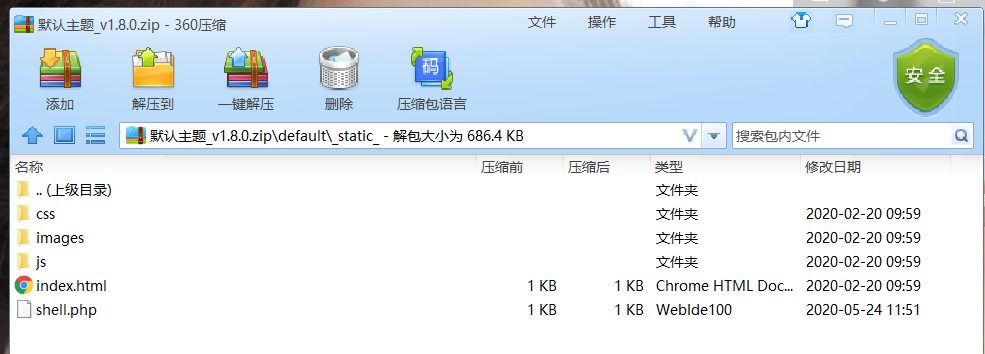 默认主题_v1.8.0.zip - 360压缩 文件 操作 工具 帮助
添加 解压到 一键解压 删除 压缩包语言
码
安全
默认主题_v1.8.0.zip\default\_static_ - 解包大小为 686.4 KB 搜索包内文件
名称 压缩前 压缩后 类型 修改日期
.. (上级目录) 文件夹
css 文件夹 2020-02-20 09:59
images 文件夹 2020-02-20 09:59
js 文件夹 2020-02-20 09:59
index.html 1 KB 1 KB Chrome HTML Doc... 2020-02-20 09:59
shell.php 1 KB 1 KB WebIde100 2020-05-24 11:51